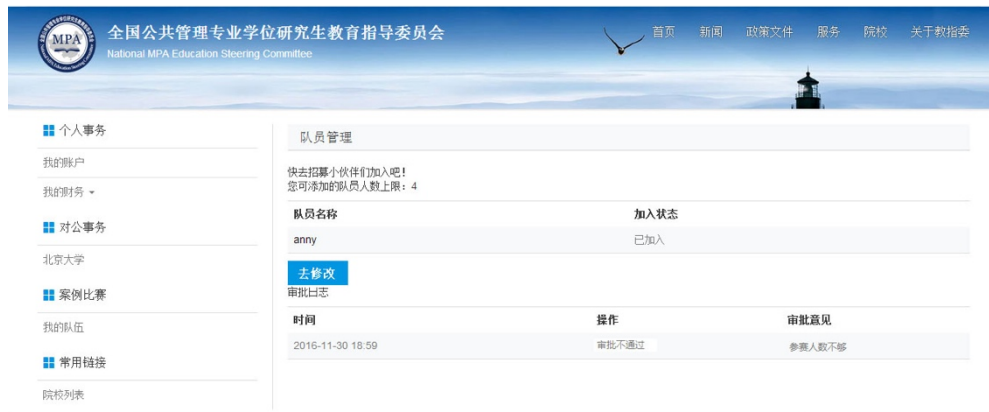 MPA
全国公共管理专业学位研究生教育指导委员会
National MPA Education Steering Committee
首页 新闻 政策文件 服务 院校 关于教指委
个人事务
我的账户
我的财务
对公事务
北京大学
案例比赛
我的队伍
常用链接
院校列表
队员管理
快去招募小伙伴们加入吧！
您可添加的队员人数上限：4
队员名称 加入状态
anny 已加入
去修改
审批日志
时间 操作 审批意见
2016-11-30 18:59 审批不通过 参赛人数不够